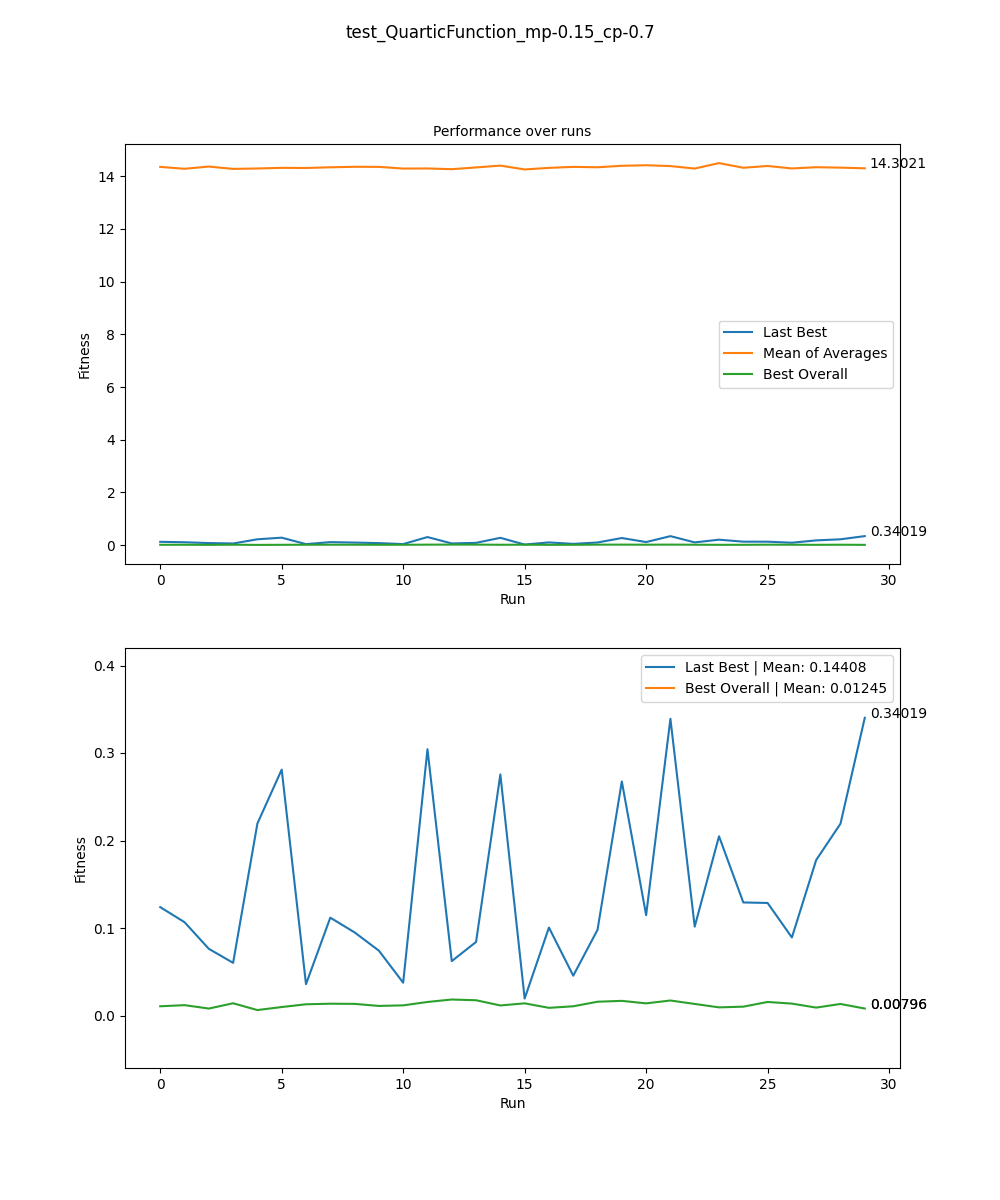 test_QuarticFunction_mp-0.15_cp-0.7
Performance over runs
14.3021
14
12
10
8
6
4
2
0
Fitness
Last Best
Mean of Averages
Best Overall
0.34019
0 5 10 15 20 25 30
Run
0.4
0.3
0.2
0.1
0.0
Fitness
Last Best | Mean: 0.14408
Best Overall | Mean: 0.01245
0.34019
0.00796
0 5 10 15 20 25 30
Run